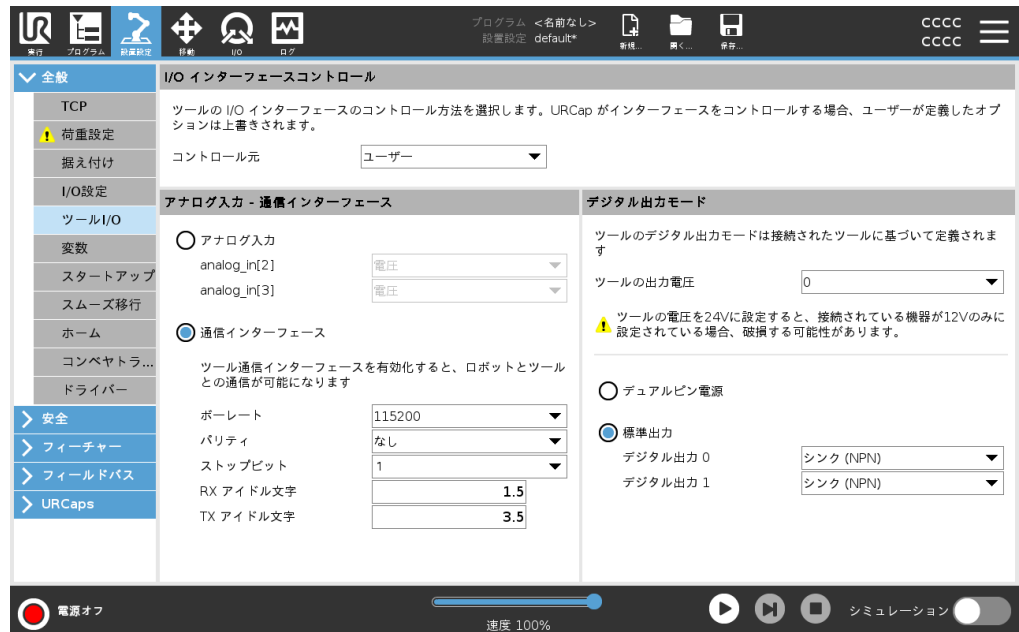 プログラム <名前なし>
設置設定 default*
UR
実行
プログラム
設置設定
移動
I/O
ログ
新規...
開く...
保存...
CCCC
CCCC
全般
TCP
荷重設定
据え付け
I/O設定
ツールI/O
変数
スタートアップ
スムーズ移行
ホーム
コンベヤトラ...
ドライバー
安全
フィーチャー
フィールドバス
URCaps
I/O インターフェースコントロール
ツールの I/O インターフェースのコントロール方法を選択します。URCap がインターフェースをコントロールする場合、ユーザーが定義したオプ
ションは上書きされます。
コントロール元 ユーザー
アナログ入力 - 通信インターフェース
アナログ入力
analog_in[2] 電圧
analog_in[3] 電圧
通信インターフェース
ツール通信インターフェースを有効化すると、ロボットとツール
との通信が可能になります
ボーレート 115200
パリティ なし
ストップビット 1
RX アイドル文字 1.5
TX アイドル文字 3.5
デジタル出力モード
ツールのデジタル出力モードは接続されたツールに基づいて定義されま
す
ツールの出力電圧 0
ツールの電圧を24Vに設定すると、接続されている機器が12Vのみに
設定されている場合、破損する可能性があります。
デュアルピン電源
標準出力
デジタル出力 0 シンク (NPN)
デジタル出力 1 シンク (NPN)
電源オフ
速度 100%
シミュレーション